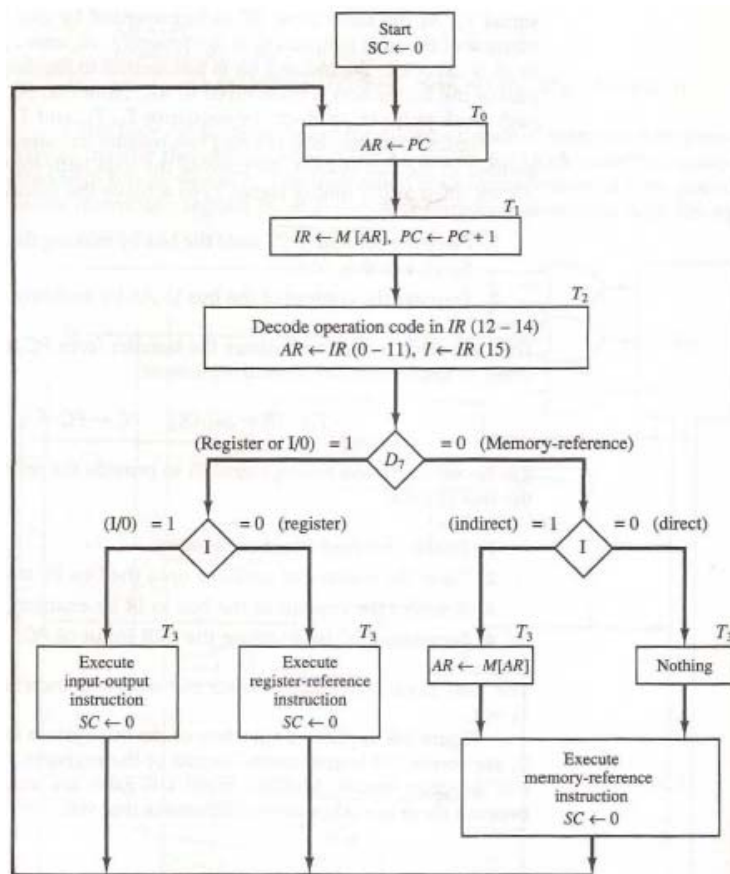 Start
SC ← 0
T₀
AR ← PC
T₁
IR ← M [AR], PC ← PC + 1
T₂
Decode operation code in IR (12 – 14)
AR ← IR (0 – 11), I ← IR (15)
(Register or I/0) = 1
= 0 (Memory-reference)
D₇
(I/0) = 1
= 0 (register)
(indirect) = 1
= 0 (direct)
I
I
T₃
T₃
T₃
Execute
input-output
instruction
SC ← 0
Execute
register-reference
instruction
SC ← 0
AR ← M[AR]
Nothing
Execute
memory-reference
instruction
SC ← 0